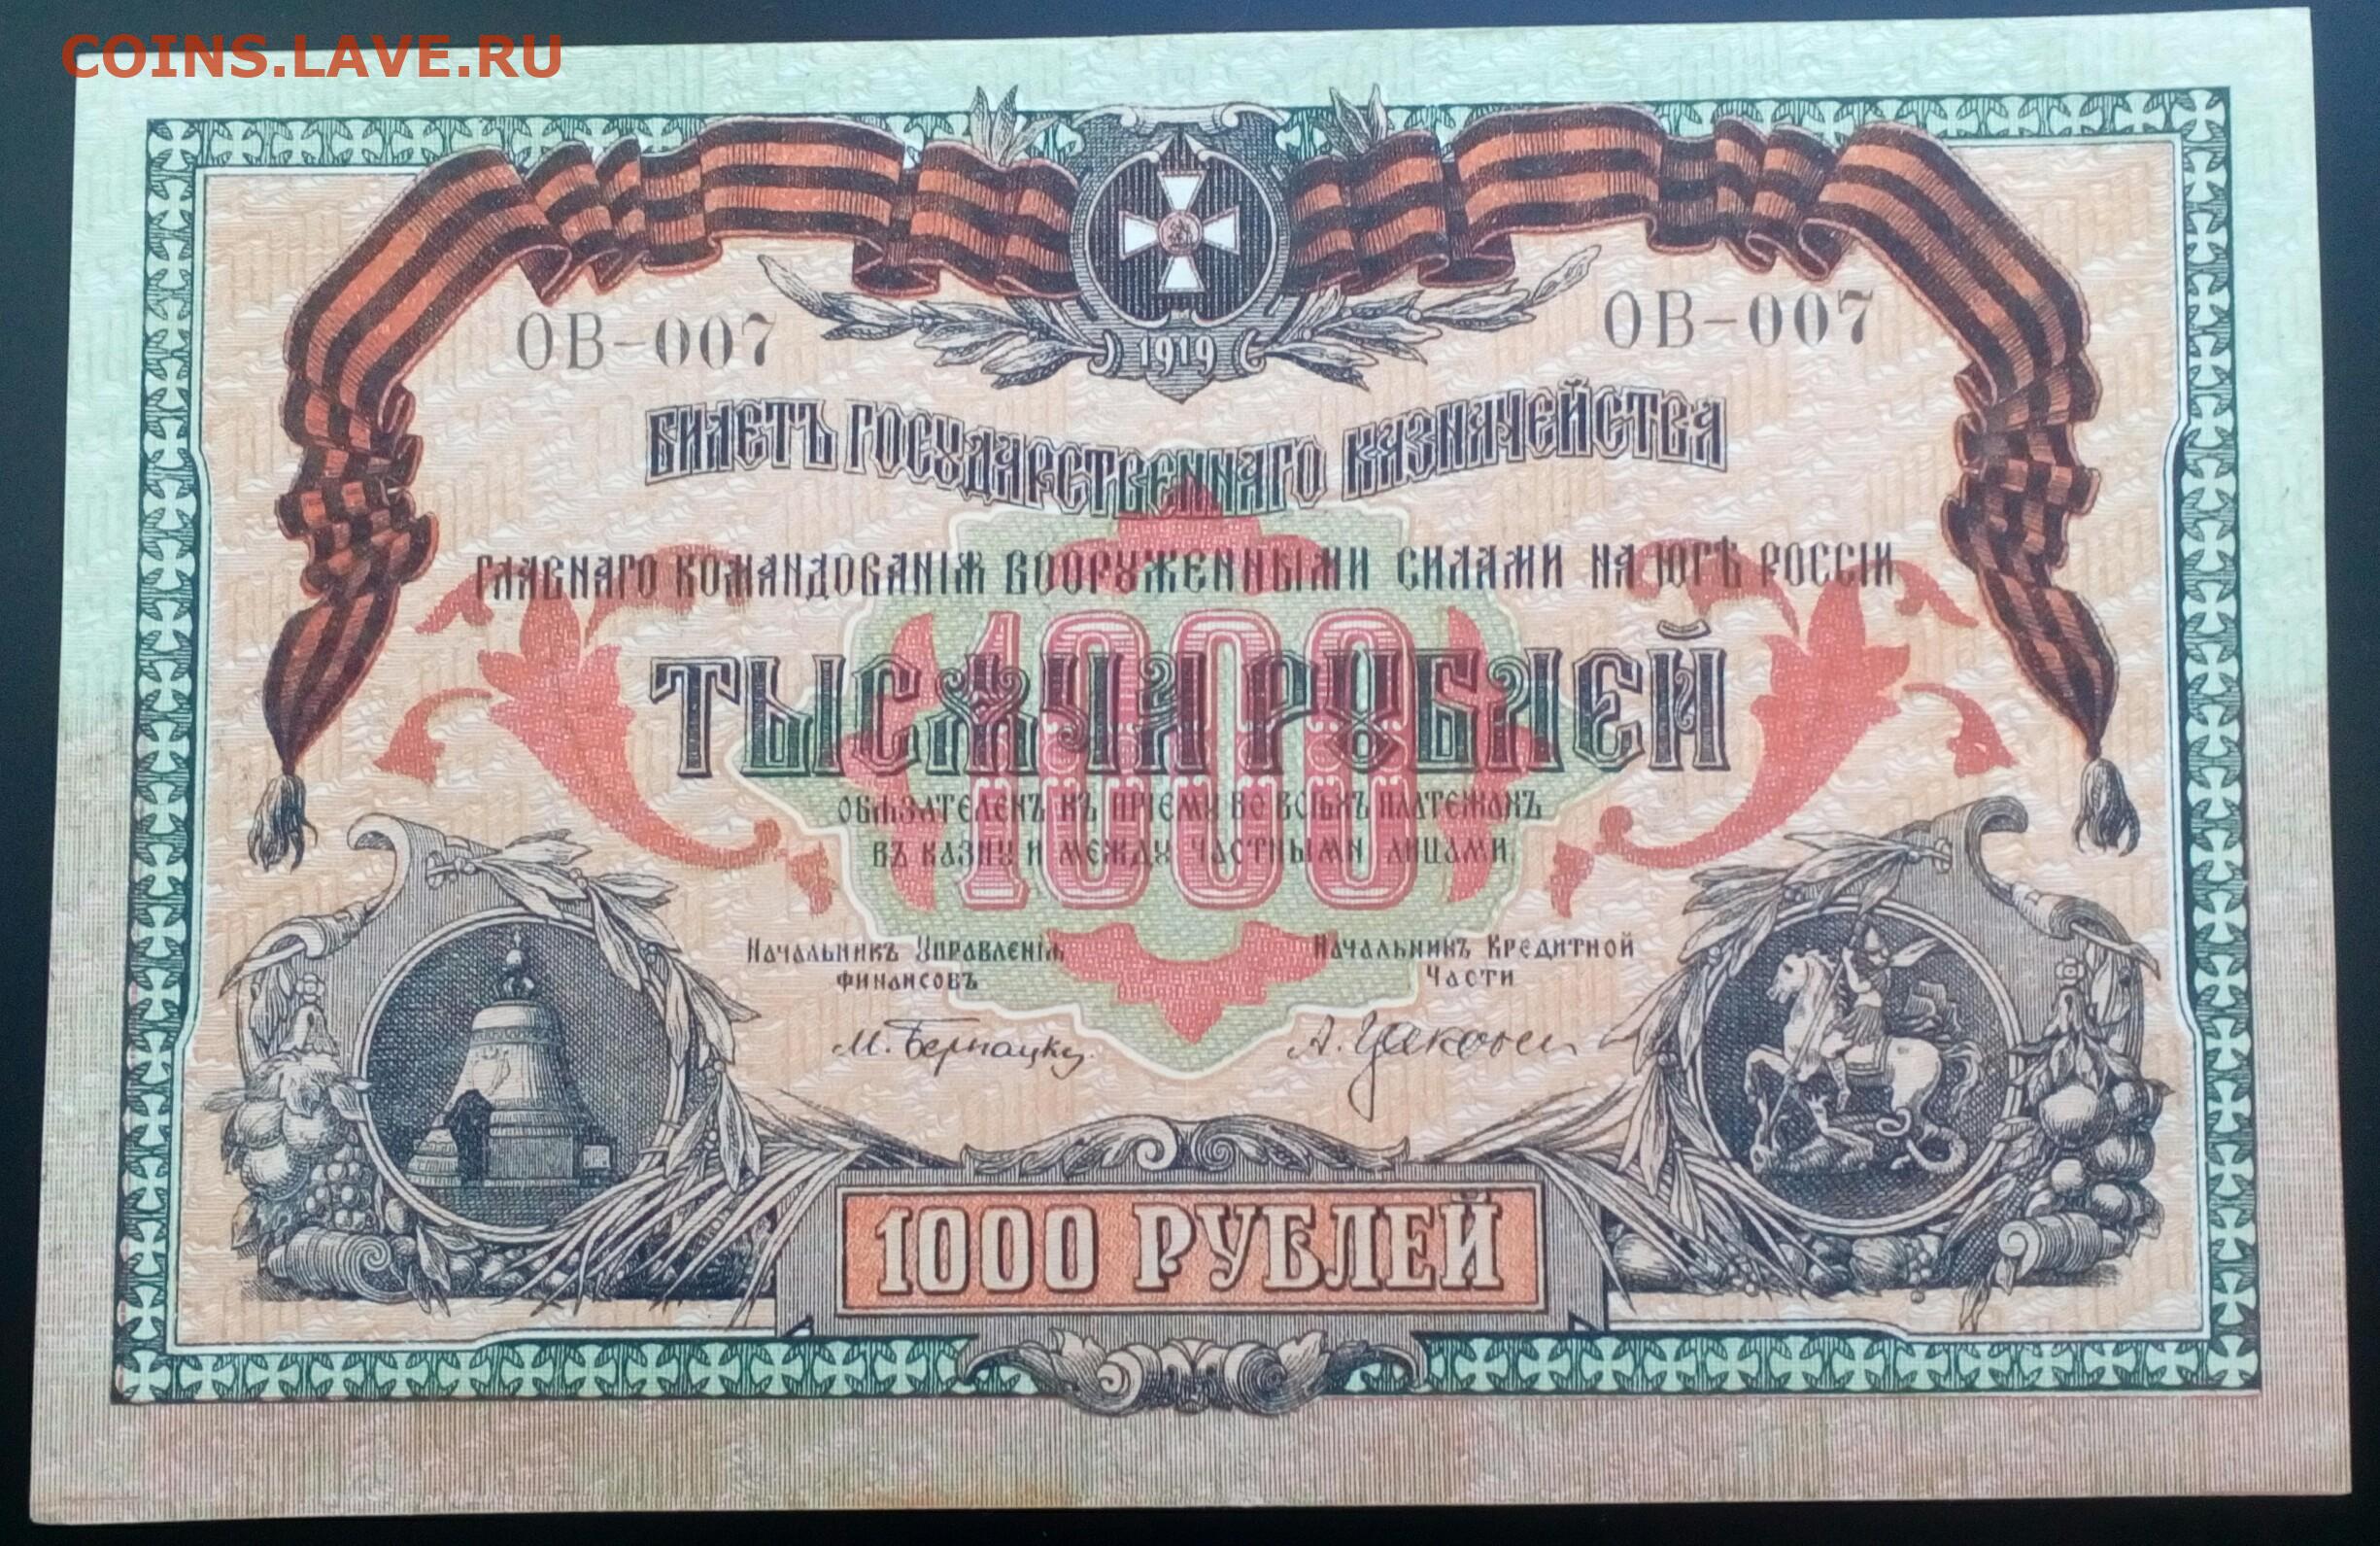 COINS.LAVE.RU
ОВ-007 ОВ-007
1919
БИЛЕТЪ ГОСУДАРСТВЕННАГО КАЗНАЧЕЙСТВА
ГЛАВНАГО КОМАНДОВАНІЯ ВООРУЖЕННЫМИ СИЛАМИ НА ЮГѢ РОССІИ
1000
ТЫСЯЧА РУБЛЕЙ
ОБЯЗАТЕЛЕНЪ КЪ ПРІЕМУ ВО ВСѢХЪ ПЛАТЕЖАХЪ
ВЪ КАЗНУ И МЕЖДУ ЧАСТНЫМИ ЛИЦАМИ.
НАЧАЛЬНИКЪ УПРАВЛЕНІЯ НАЧАЛЬНИКЪ КРЕДИТНОЙ
ФИНАНСОВЪ ЧАСТИ
М. Бернацкий.
1000 РУБЛЕЙ